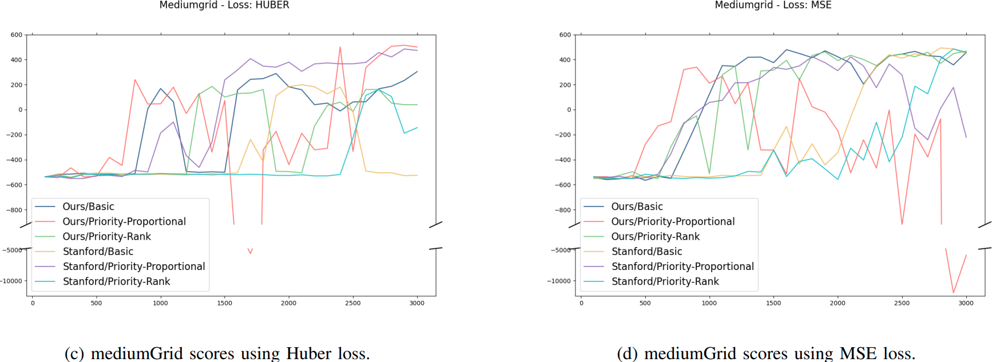 Mediumgrid - Loss: HUBER
600
400
200
0
−200
−400
−600
−800
−5000
−10000
Ours/Basic
Ours/Priority-Proportional
Ours/Priority-Rank
Stanford/Basic
Stanford/Priority-Proportional
Stanford/Priority-Rank
0 500 1000 1500 2000 2500 3000
(c) mediumGrid scores using Huber loss.
Mediumgrid - Loss: MSE
600
400
200
0
−200
−400
−600
−800
−5000
−10000
Ours/Basic
Ours/Priority-Proportional
Ours/Priority-Rank
Stanford/Basic
Stanford/Priority-Proportional
Stanford/Priority-Rank
0 500 1000 1500 2000 2500 3000
(d) mediumGrid scores using MSE loss.